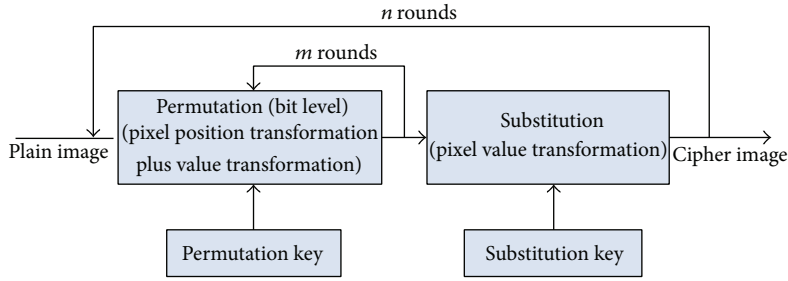 n rounds
m rounds
Permutation (bit level)
(pixel position transformation
plus value transformation)
Substitution
(pixel value transformation)
Plain image
Cipher image
Permutation key
Substitution key